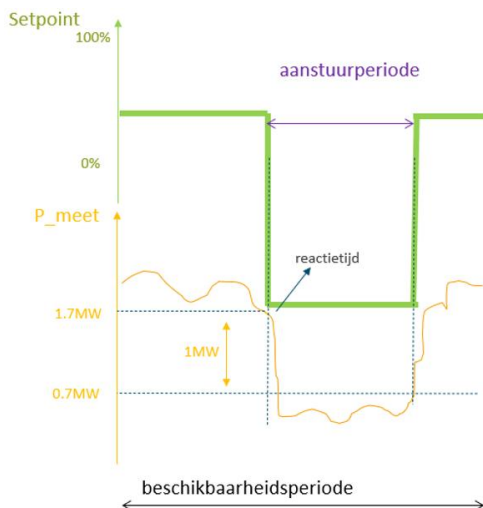 Setpoint
100%
aanstuurperiode
0%
P_meet
reactietijd
1.7MW
1MW
0.7MW
beschikbaarheidsperiode